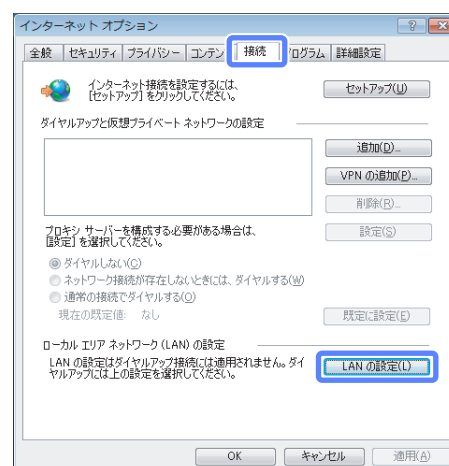 インターネット オプション
全般 セキュリティ プライバシー コンテン 接続 ログラム 詳細設定
インターネット接続を設定するには、
[セットアップ] をクリックしてください。
セットアップ(U)
ダイヤルアップと仮想プライベート ネットワークの設定
追加(D)...
VPN の追加(P)...
削除(R)...
プロキシ サーバーを構成する必要がある場合は、
[設定] を選択してください。
設定(S)
ダイヤルしない(C)
ネットワーク接続が存在しないときには、ダイヤルする(W)
通常の接続でダイヤルする(O)
現在の既定値: なし
既定に設定(E)
ローカル エリア ネットワーク (LAN) の設定
LAN の設定はダイヤルアップ接続には適用されません。ダイ
ヤルアップには上の設定を選択してください。
LAN の設定(L)
OK キャンセル 適用(A)